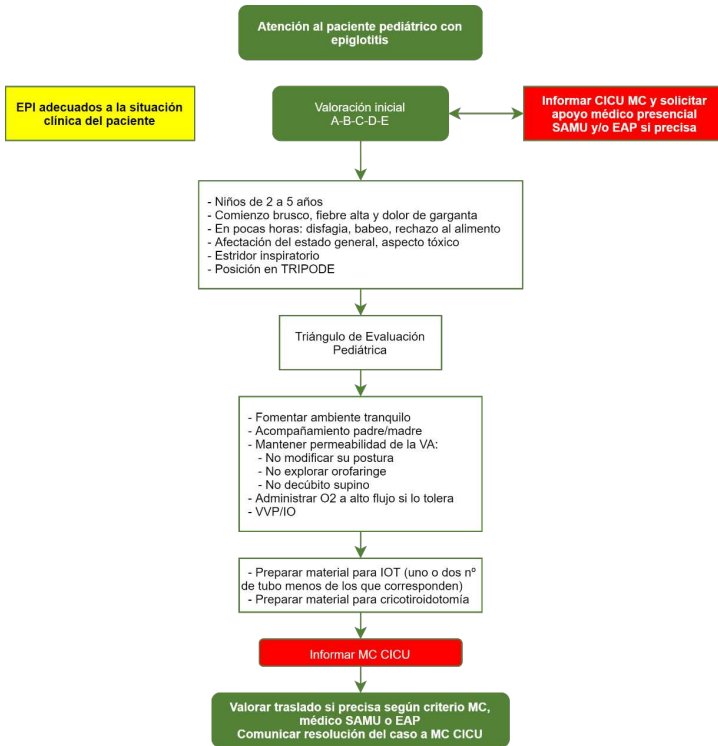 Atención al paciente pediátrico con
epiglotitis
EPI adecuados a la situación
clínica del paciente
Valoración inicial
A-B-C-D-E
Informar CICU MC y solicitar
apoyo médico presencial
SAMU y/o EAP si precisa
- Niños de 2 a 5 años
- Comienzo brusco, fiebre alta y dolor de garganta
- En pocas horas: disfagia, babeo, rechazo al alimento
- Afectación del estado general, aspecto tóxico
- Estridor inspiratorio
- Posición en TRIPODE
Triángulo de Evaluación
Pediátrica
- Fomentar ambiente tranquilo
- Acompañamiento padre/madre
- Mantener permeabilidad de la VA:
- No modificar su postura
- No explorar orofaringe
- No decúbito supino
- Administrar O2 a alto flujo si lo tolera
- VVP/IO
- Preparar material para IOT (uno o dos nº
de tubo menos de los que corresponden)
- Preparar material para cricotiroidotomía
Informar MC CICU
Valorar traslado si precisa según criterio MC,
médico SAMU o EAP
Comunicar resolución del caso a MC CICU